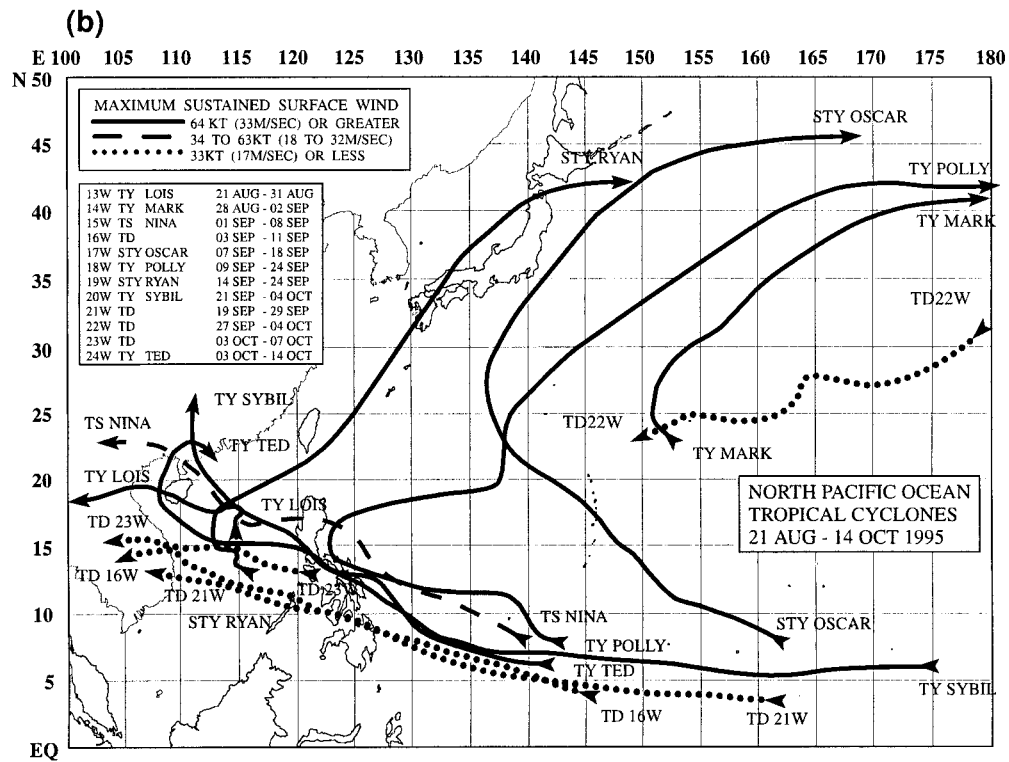 (b)
E 100 105 110 115 120 125 130 135 140 145 150 155 160 165 170 175 180
N 50
45
40
35
30
25
20
15
10
5
EQ
MAXIMUM SUSTAINED SURFACE WIND
64 KT (33M/SEC) OR GREATER
34 TO 63KT (18 TO 32M/SEC)
33KT (17M/SEC) OR LESS
13W TY LOIS 21 AUG - 31 AUG
14W TY MARK 28 AUG - 02 SEP
15W TS NINA 01 SEP - 08 SEP
16W TD 03 SEP - 11 SEP
17W STY OSCAR 07 SEP - 18 SEP
18W TY POLLY 09 SEP - 24 SEP
19W STY RYAN 14 SEP - 24 SEP
20W TY SYBIL 21 SEP - 04 OCT
21W TD 19 SEP - 29 SEP
22W TD 27 SEP - 04 OCT
23W TD 03 OCT - 07 OCT
24W TY TED 03 OCT - 14 OCT
STY OSCAR
STY RYAN
TY POLLY
TY MARK
TD22W
TY SYBIL
TS NINA
TD22W
TY TED
TY MARK
TY LOIS
TY LOIS
NORTH PACIFIC OCEAN
TROPICAL CYCLONES
21 AUG - 14 OCT 1995
TD 23W
TD 16W
TD 21W
TD 23W
STY RYAN
TS NINA
STY OSCAR
TY POLLY
TY TED
TY SYBIL
TD 16W
TD 21W